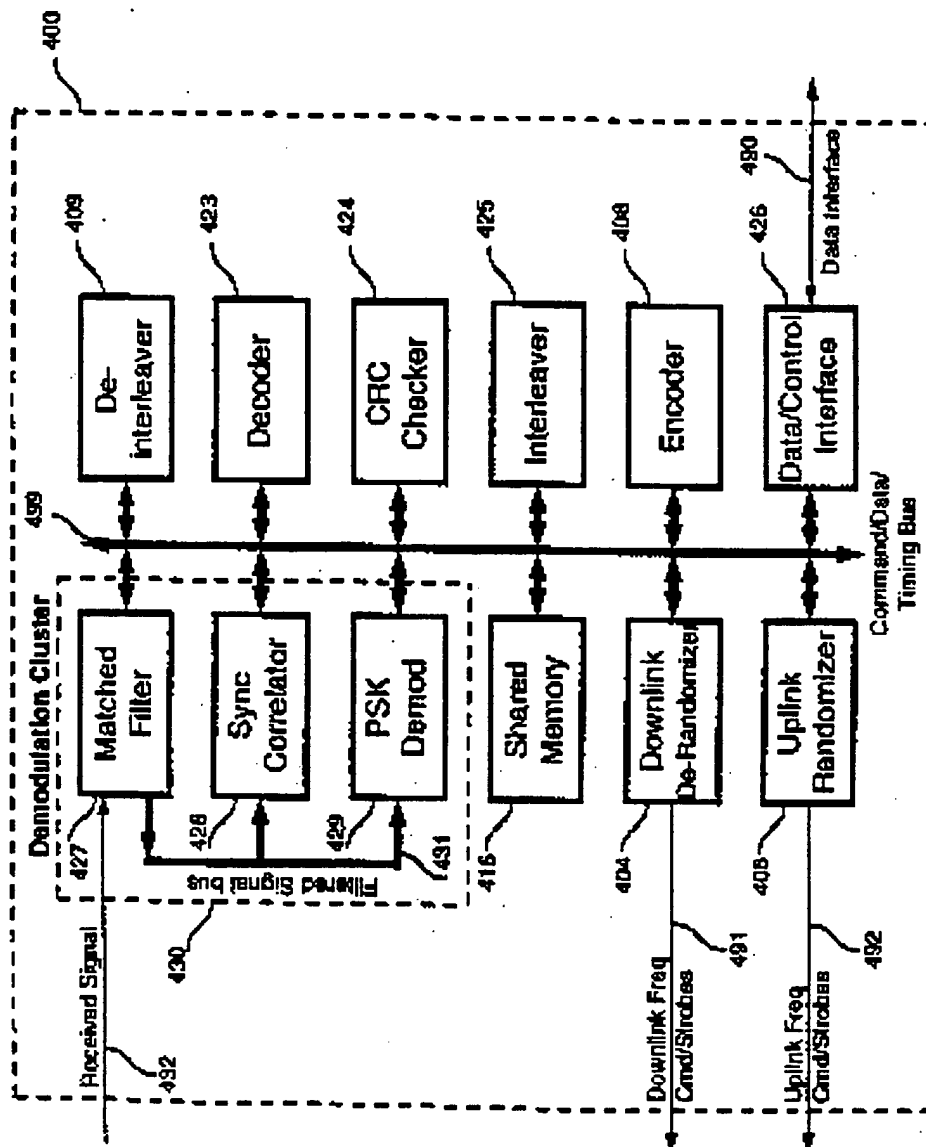 400
409
423
424
425
408
426
490
Data Interface
De-
interleaver
Decoder
CRC
Checker
Interleaver
Encoder
Data/Control
Interface
499
Command/Data/
Timing Bus
Demodulation Cluster
Matched
Filter
Sync
Correlator
PSK
Demod
Shared
Memory
Downlink
De-Randomizer
Uplink
Randomizer
427
428
429
431
416
404
Filtered Signal bus
430
Received Signal
492
491
492
Downlink Freq
Cmd/Strobes
Uplink Freq
Cmd/Strobes